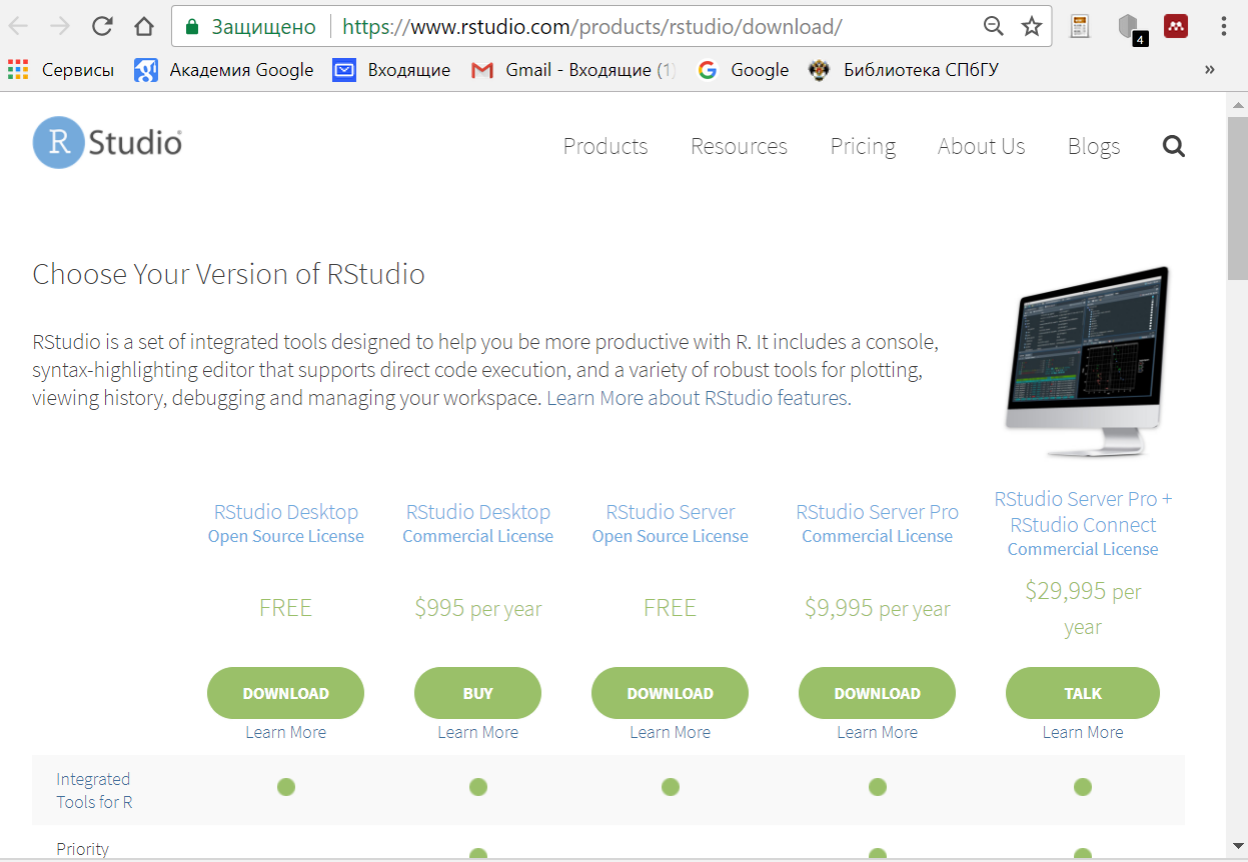 Защищено https://www.rstudio.com/products/rstudio/download/
4
Сервисы Академия Google Входящие Gmail - Входящие (1) Google Библиотека СПбГУ »
R Studio
Products Resources Pricing About Us Blogs
Choose Your Version of RStudio
RStudio is a set of integrated tools designed to help you be more productive with R. It includes a console,
syntax-highlighting editor that supports direct code execution, and a variety of robust tools for plotting,
viewing history, debugging and managing your workspace. Learn More about RStudio features.
RStudio Desktop
Open Source License
FREE
DOWNLOAD
Learn More
RStudio Desktop
Commercial License
$995 per year
BUY
Learn More
RStudio Server
Open Source License
FREE
DOWNLOAD
Learn More
RStudio Server Pro
Commercial License
$9,995 per year
DOWNLOAD
Learn More
RStudio Server Pro +
RStudio Connect
Commercial License
$29,995 per
year
TALK
Learn More
Integrated
Tools for R
Priority